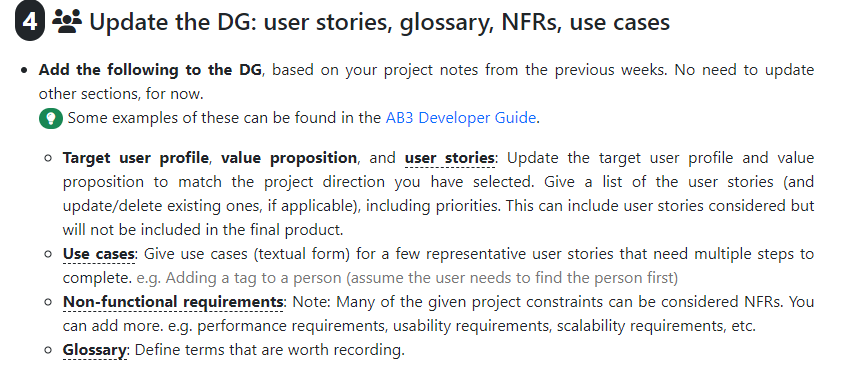 4 Update the DG: user stories, glossary, NFRs, use cases
Add the following to the DG, based on your project notes from the previous weeks. No need to update
other sections, for now.
Some examples of these can be found in the AB3 Developer Guide.
Target user profile, value proposition, and user stories: Update the target user profile and value
proposition to match the project direction you have selected. Give a list of the user stories (and
update/delete existing ones, if applicable), including priorities. This can include user stories considered but
will not be included in the final product.
Use cases: Give use cases (textual form) for a few representative user stories that need multiple steps to
complete. e.g. Adding a tag to a person (assume the user needs to find the person first)
Non-functional requirements: Note: Many of the given project constraints can be considered NFRs. You
can add more. e.g. performance requirements, usability requirements, scalability requirements, etc.
Glossary: Define terms that are worth recording.